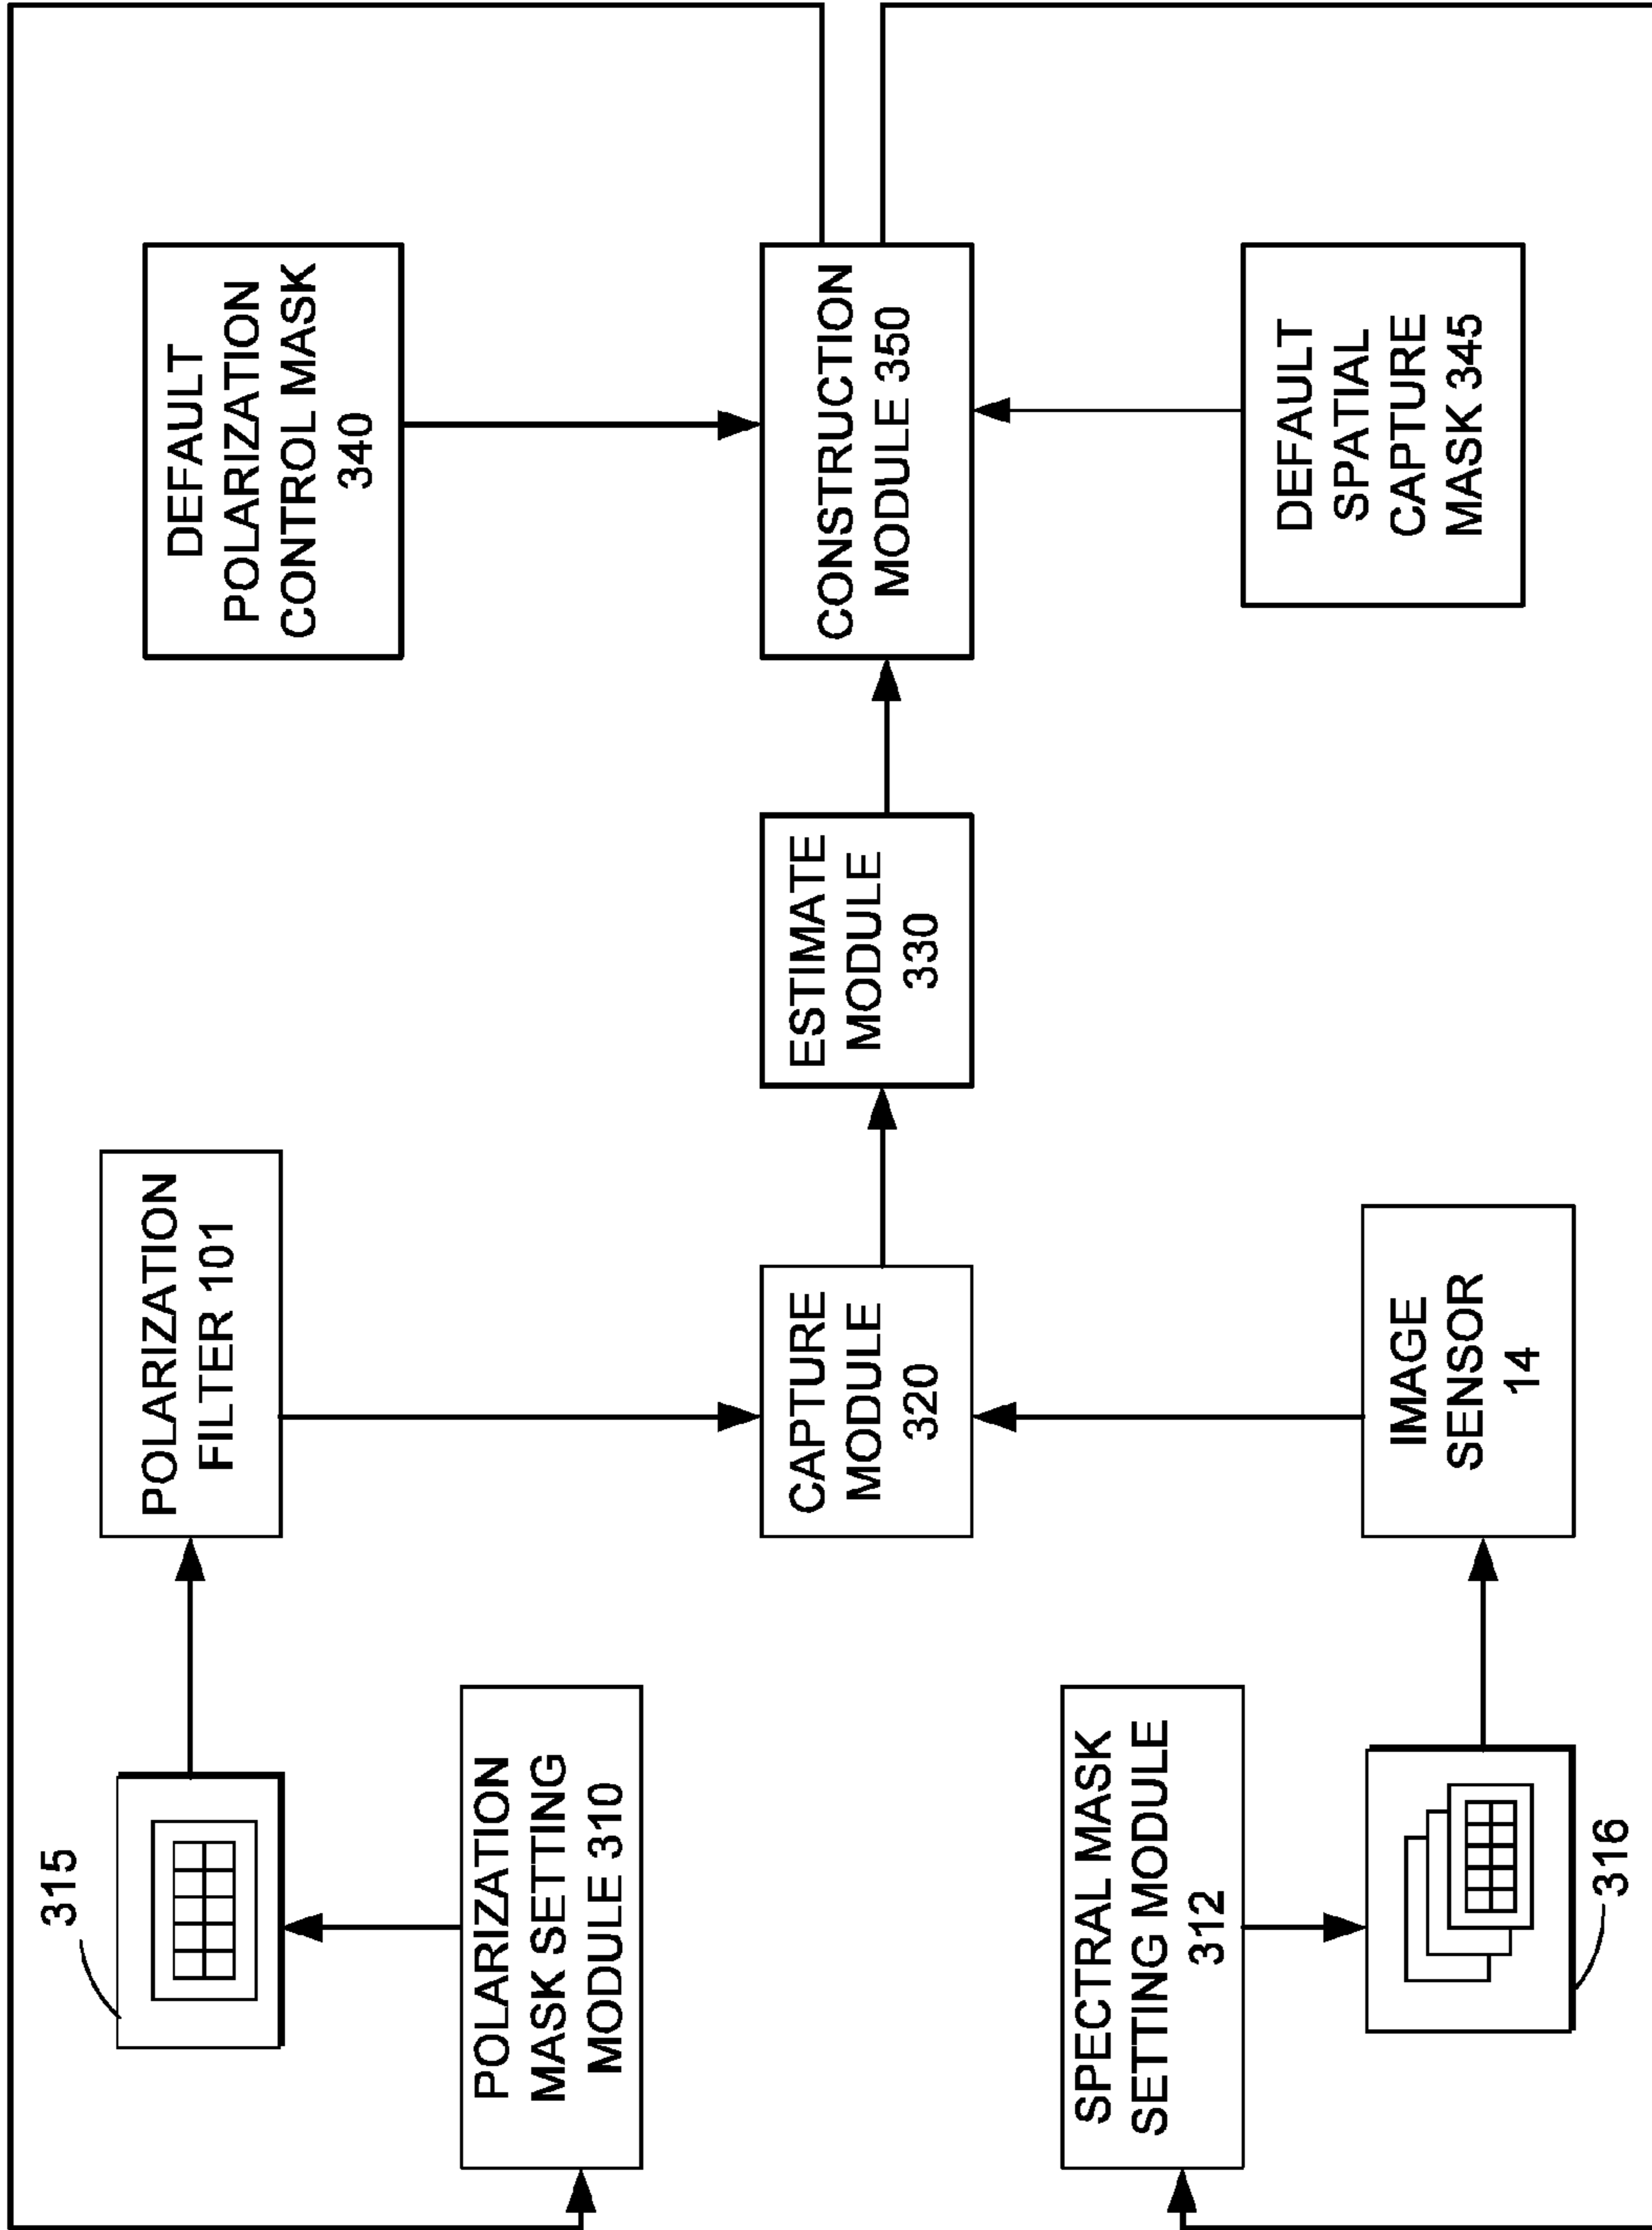 315
POLARIZATION
FILTER 101
DEFAULT
POLARIZATION
CONTROL MASK
340
POLARIZATION
MASK SETTING
MODULE 310
CAPTURE
MODULE
320
ESTIMATE
MODULE
330
CONSTRUCTION
MODULE 350
SPECTRAL MASK
SETTING MODULE
312
316
IMAGE
SENSOR
14
DEFAULT
SPATIAL
CAPTURE
MASK 345